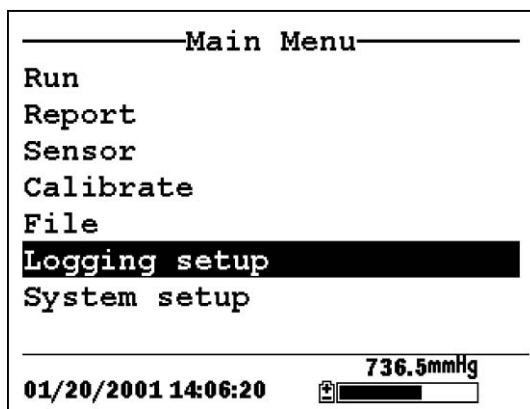 Main Menu
Run
Report
Sensor
Calibrate
File
Logging setup
System setup
736.5mmHg
01/20/2001 14:06:20